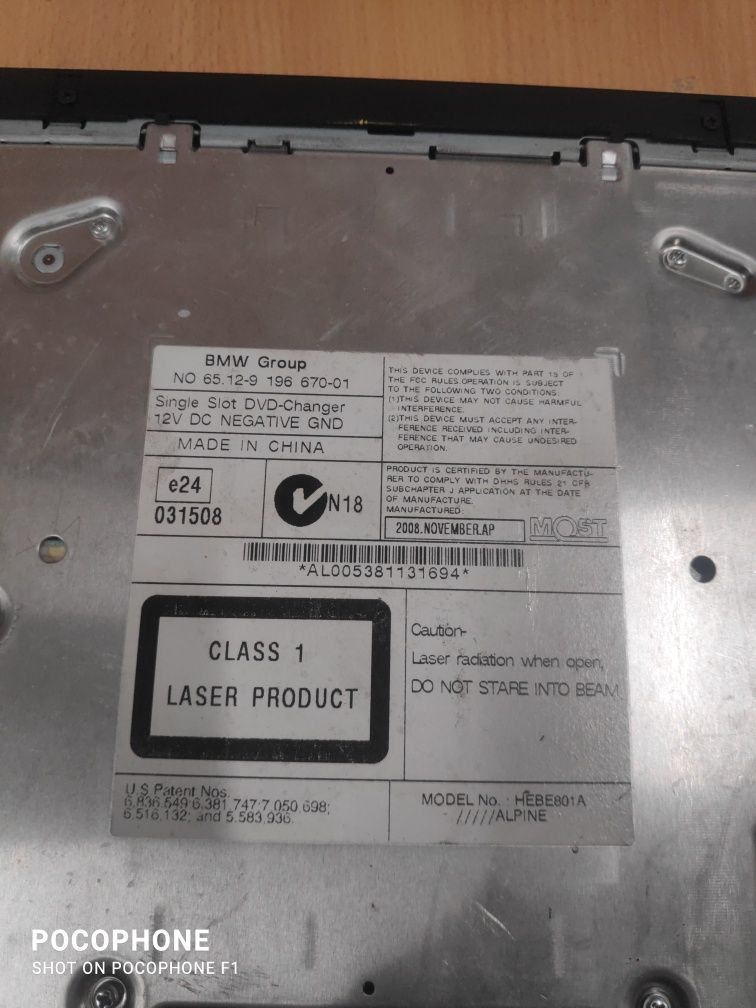 BMW Group
NO 65.12-9 196 670-01
Single Slot DVD-Changer
12V DC NEGATIVE GND
MADE IN CHINA
THIS DEVICE COMPLIES WITH PART 15 OF
THE FCC RULES.OPERATION IS SUBJECT
TO THE FOLLOWING TWO CONDITIONS.
(1)THIS DEVICE MAY NOT CAUSE HARMFUL
INTERFERENCE.
(2)THIS DEVICE MUST ACCEPT ANY INTER-
FERENCE RECEIVED INCLUDING INTER-
FERENCE THAT MAY CAUSE UNDESIRED
OPERATION.
e24
031508
N18
PRODUCT IS CERTIFIED BY THE MANUFACTU-
RER TO COMPLY WITH DHHS RULES 21 CFR
SUBCHAPTER J APPLICATION AT THE DATE
OF MANUFACTURE.
MANUFACTURED:
2008.NOVEMBER.AP
MOST
*AL005381131694*
CLASS 1
LASER PRODUCT
Caution-
Laser radiation when open,
DO NOT STARE INTO BEAM
U.S.Patent Nos.
6,836,549;6,381,747;7,050,698;
6,516,132; and 5,583,936.
MODEL No. : HEBE801A
/////ALPINE
POCOPHONE
SHOT ON POCOPHONE F1